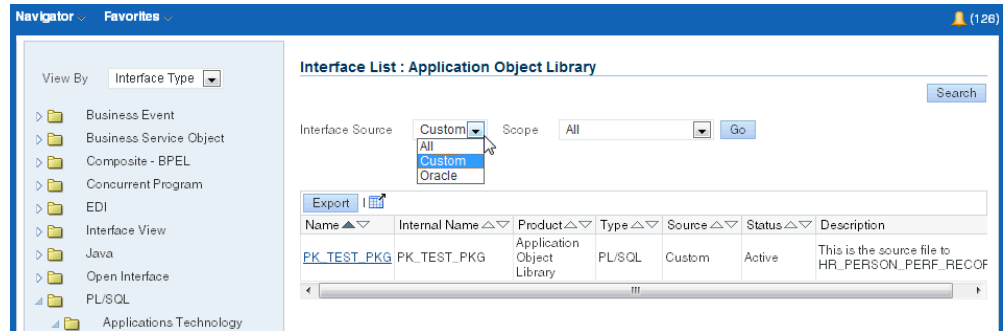 Navigator Favorites (126)
View By Interface Type
Business Event
Business Service Object
Composite - BPEL
Concurrent Program
EDI
Interface View
Java
Open Interface
PL/SQL
Applications Technology
Interface List : Application Object Library
Search
Interface Source Custom Scope All Go
All
Custom
Oracle
Export
Name Internal Name Product Type Source Status Description
PK_TEST_PKG PK_TEST_PKG Application Object Library PL/SQL Custom Active This is the source file to HR_PERSON_PERF_RECOR